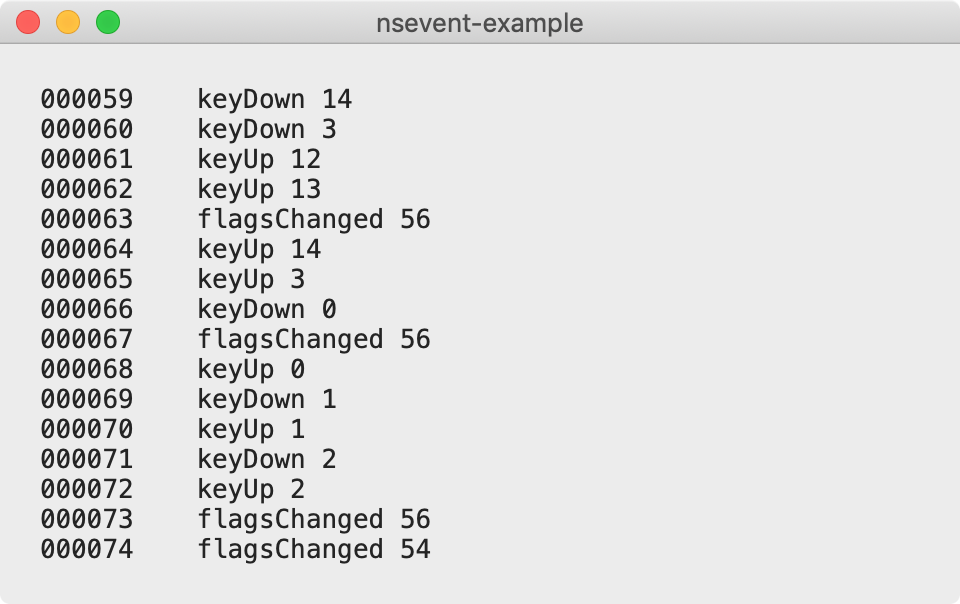 nsevent-example
000059    keyDown 14
000060    keyDown 3
000061    keyUp 12
000062    keyUp 13
000063    flagsChanged 56
000064    keyUp 14
000065    keyUp 3
000066    keyDown 0
000067    flagsChanged 56
000068    keyUp 0
000069    keyDown 1
000070    keyUp 1
000071    keyDown 2
000072    keyUp 2
000073    flagsChanged 56
000074    flagsChanged 54